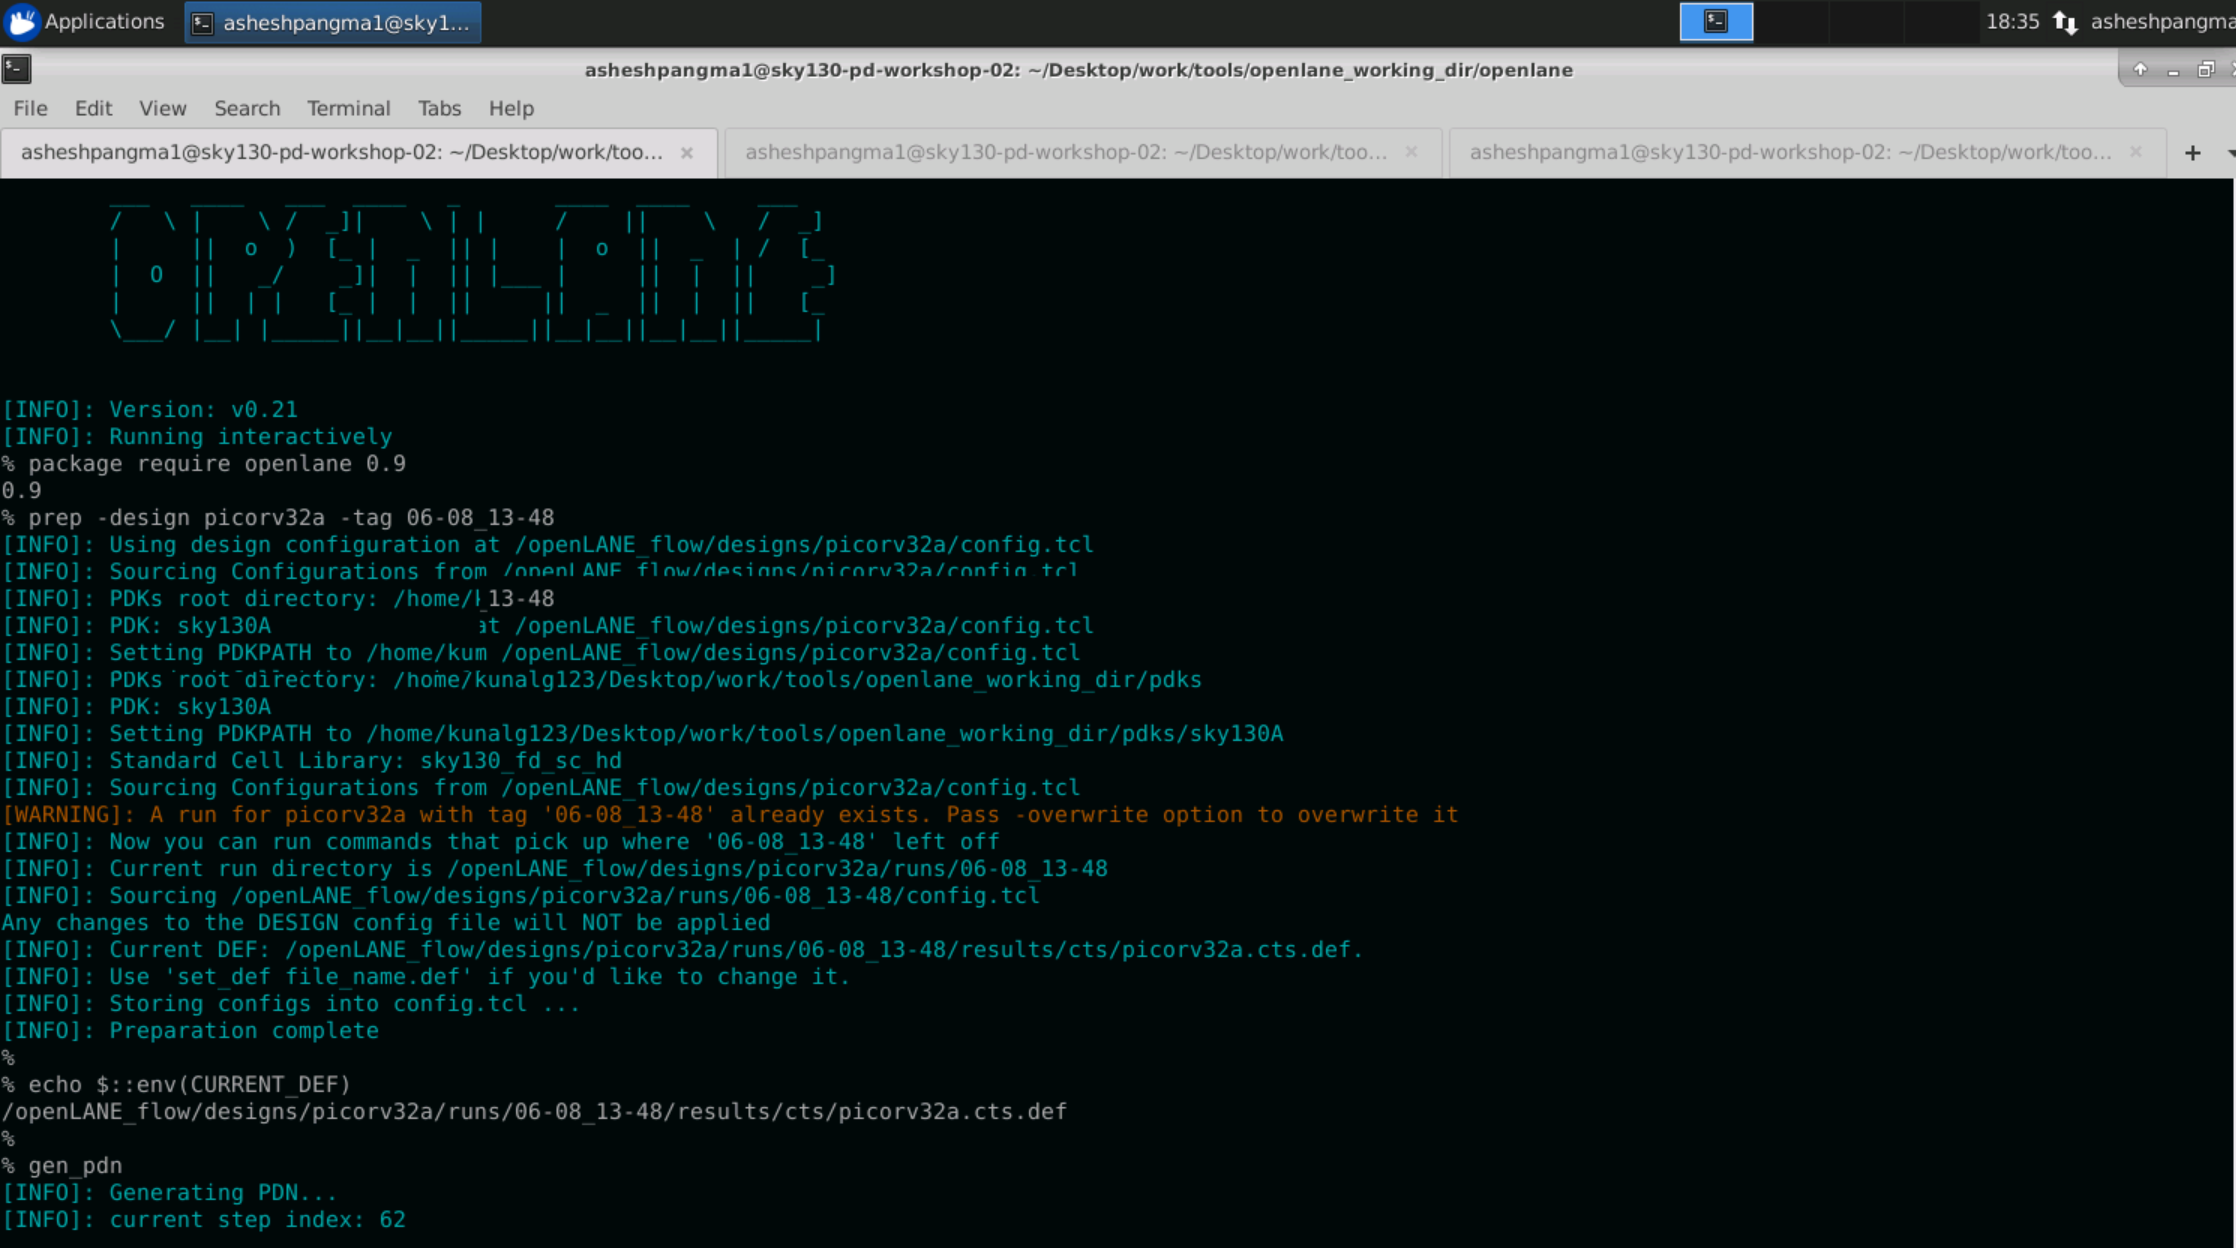 Applications
asheshpangma1@sky1...
18:35
asheshpangma
asheshpangma1@sky130-pd-workshop-02: ~/Desktop/work/tools/openlane_working_dir/openlane
File Edit View Search Terminal Tabs Help
asheshpangma1@sky130-pd-workshop-02: ~/Desktop/work/too...
asheshpangma1@sky130-pd-workshop-02: ~/Desktop/work/too...
asheshpangma1@sky130-pd-workshop-02: ~/Desktop/work/too...
OPENLANE
[INFO]: Version: v0.21
[INFO]: Running interactively
% package require openlane 0.9
0.9
% prep -design picorv32a -tag 06-08_13-48
[INFO]: Using design configuration at /openLANE_flow/designs/picorv32a/config.tcl
[INFO]: Sourcing Configurations from /openLANE_flow/designs/picorv32a/config.tcl
[INFO]: PDKs root directory: /home/k_13-48
[INFO]: PDK: sky130A at /openLANE_flow/designs/picorv32a/config.tcl
[INFO]: Setting PDKPATH to /home/kum /openLANE_flow/designs/picorv32a/config.tcl
[INFO]: PDKs root directory: /home/kunalg123/Desktop/work/tools/openlane_working_dir/pdks
[INFO]: PDK: sky130A
[INFO]: Setting PDKPATH to /home/kunalg123/Desktop/work/tools/openlane_working_dir/pdks/sky130A
[INFO]: Standard Cell Library: sky130_fd_sc_hd
[INFO]: Sourcing Configurations from /openLANE_flow/designs/picorv32a/config.tcl
[WARNING]: A run for picorv32a with tag '06-08_13-48' already exists. Pass -overwrite option to overwrite it
[INFO]: Now you can run commands that pick up where '06-08_13-48' left off
[INFO]: Current run directory is /openLANE_flow/designs/picorv32a/runs/06-08_13-48
[INFO]: Sourcing /openLANE_flow/designs/picorv32a/runs/06-08_13-48/config.tcl
Any changes to the DESIGN config file will NOT be applied
[INFO]: Current DEF: /openLANE_flow/designs/picorv32a/runs/06-08_13-48/results/cts/picorv32a.cts.def.
[INFO]: Use 'set_def file_name.def' if you'd like to change it.
[INFO]: Storing configs into config.tcl ...
[INFO]: Preparation complete
%
% echo $::env(CURRENT_DEF)
/openLANE_flow/designs/picorv32a/runs/06-08_13-48/results/cts/picorv32a.cts.def
%
% gen_pdn
[INFO]: Generating PDN...
[INFO]: current step index: 62